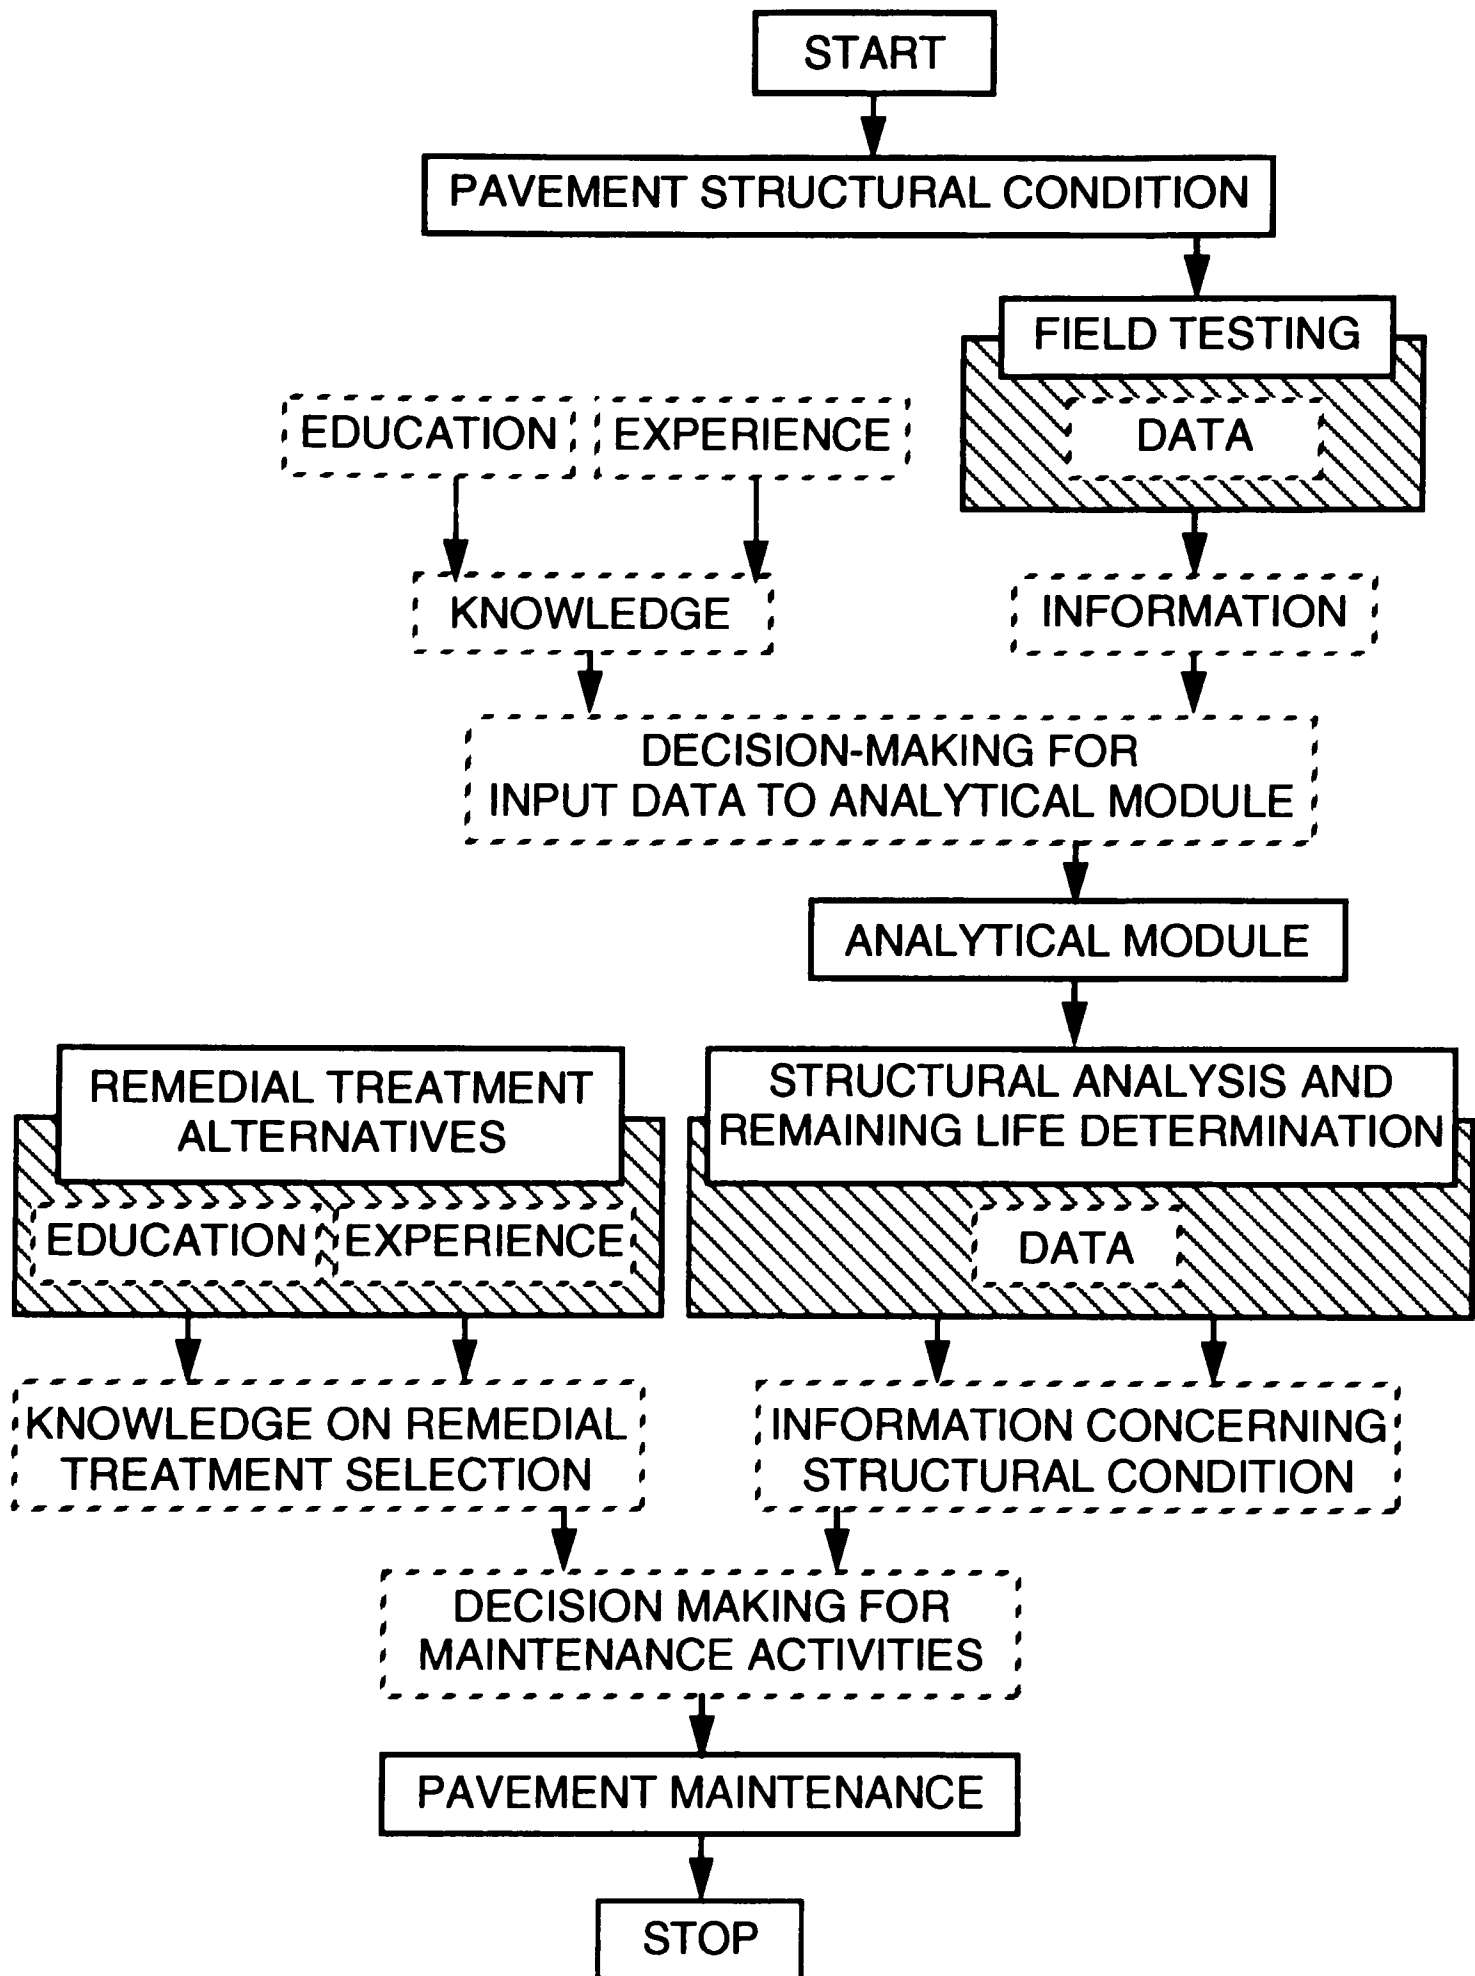 START
PAVEMENT STRUCTURAL CONDITION
FIELD TESTING
EDUCATION
EXPERIENCE
DATA
KNOWLEDGE
INFORMATION
DECISION-MAKING FOR
INPUT DATA TO ANALYTICAL MODULE
ANALYTICAL MODULE
REMEDIAL TREATMENT
ALTERNATIVES
STRUCTURAL ANALYSIS AND
REMAINING LIFE DETERMINATION
EDUCATION
EXPERIENCE
DATA
KNOWLEDGE ON REMEDIAL
TREATMENT SELECTION
INFORMATION CONCERNING
STRUCTURAL CONDITION
DECISION MAKING FOR
MAINTENANCE ACTIVITIES
PAVEMENT MAINTENANCE
STOP